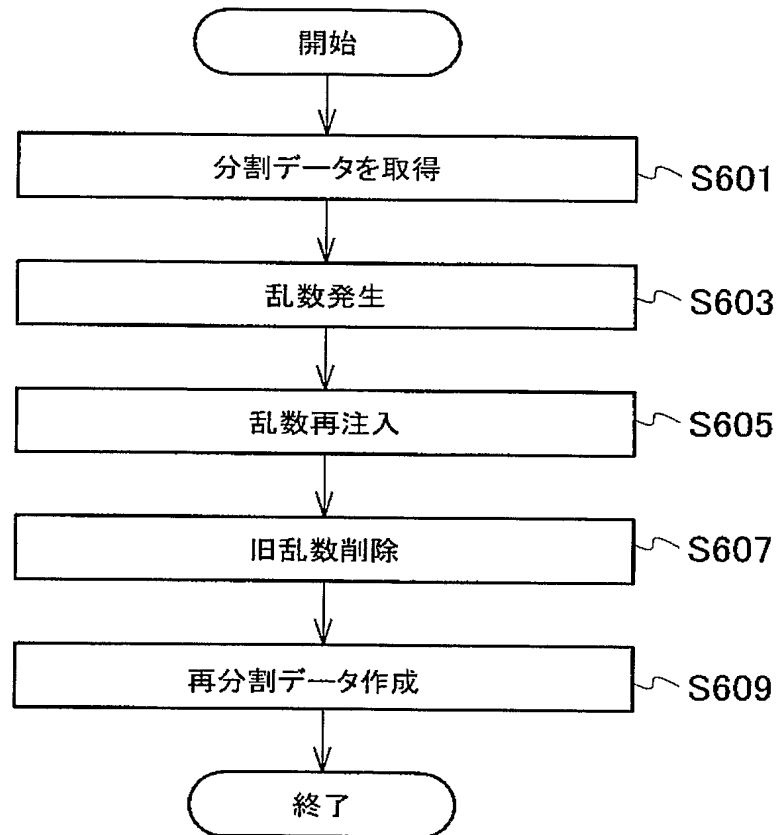 開始
分割データを取得
S601
乱数発生
S603
乱数再注入
S605
旧乱数削除
S607
再分割データ作成
S609
終了